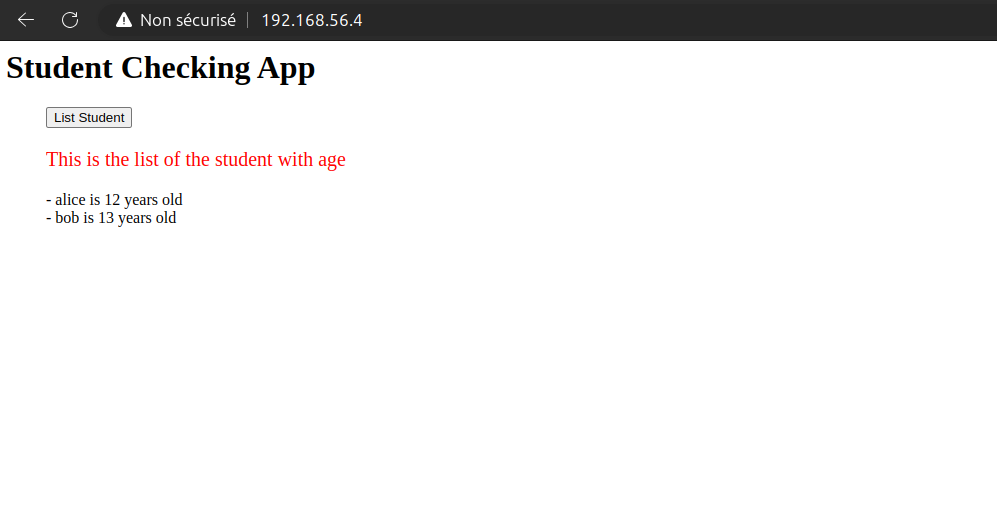 Non sécurisé 192.168.56.4
Student Checking App
List Student
This is the list of the student with age
- alice is 12 years old
- bob is 13 years old